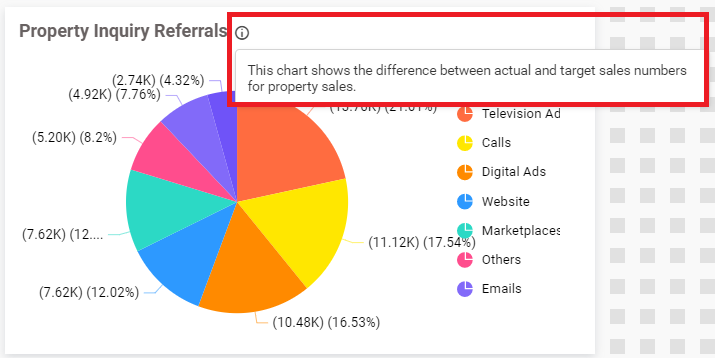 Property Inquiry Referrals
This chart shows the difference between actual and target sales numbers
for property sales.
(2.74K) (4.32%)
(4.92K) (7.76%)
(5.20K) (8.2%)
(7.62K) (12....
(7.62K) (12.02%)
(10.48K) (16.53%)
(11.12K) (17.54%)
Television Ad
Calls
Digital Ads
Website
Marketplaces
Others
Emails